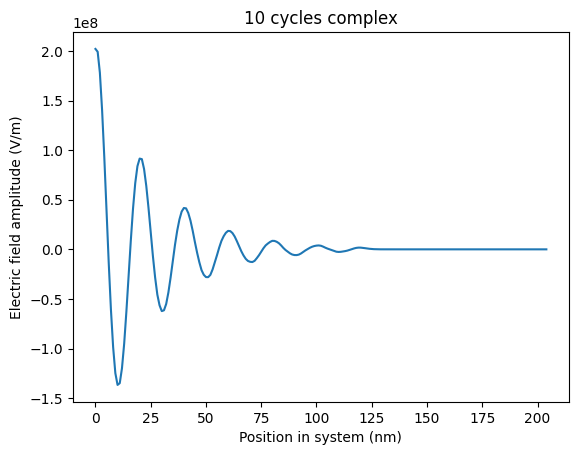 10 cycles complex
1e8
2.0
1.5
1.0
0.5
0.0
−0.5
−1.0
−1.5
Electric field amplitude (V/m)
0 25 50 75 100 125 150 175 200
Position in system (nm)